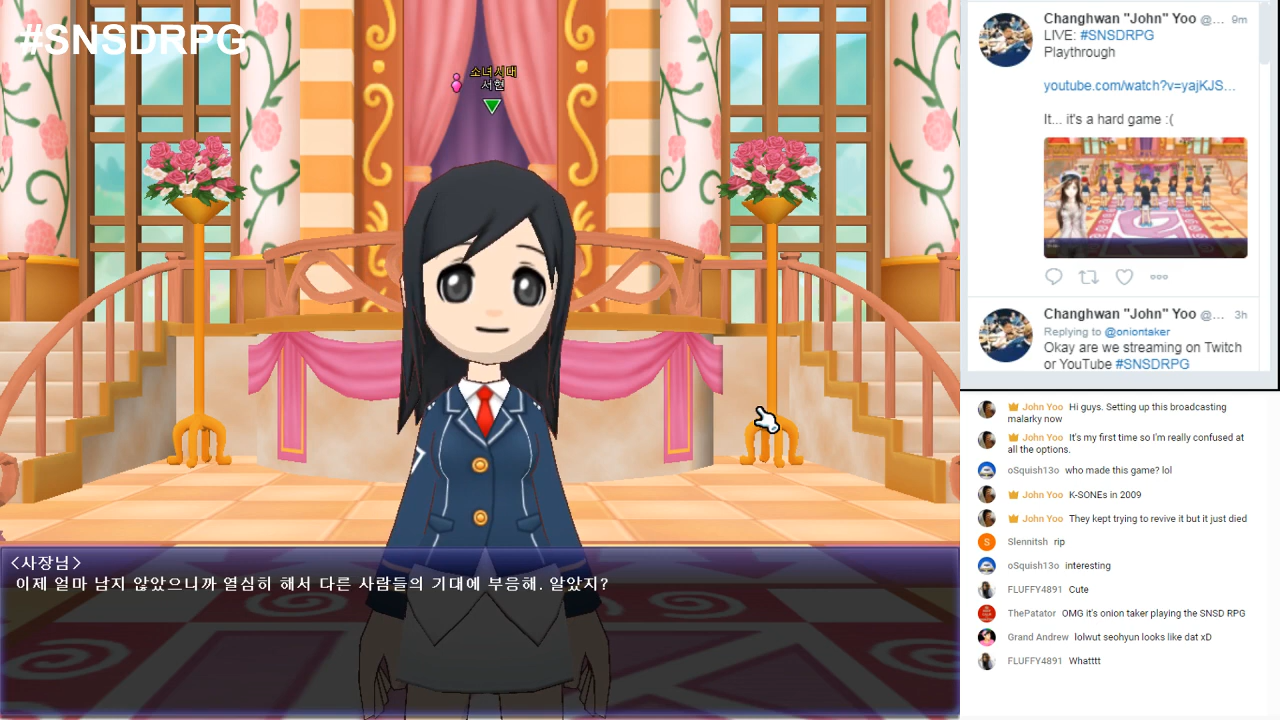 #SNSDRPG
소녀시대
서현
<사장님>
이제 얼마 남지 않았으니까 열심히 해서 다른 사람들의 기대에 부응해. 알았지?
Changhwan "John" Yoo @... 9m
LIVE: #SNSDRPG
Playthrough
youtube.com/watch?v=yajKJS...
It... it's a hard game :(
Changhwan "John" Yoo @... 3h
Replying to @oniontaker
Okay are we streaming on Twitch
or YouTube #SNSDRPG
John Yoo Hi guys. Setting up this broadcasting
malarky now
John Yoo It's my first time so I'm really confused at
all the options.
oSquish13o who made this game? lol
John Yoo K-SONEs in 2009
John Yoo They kept trying to revive it but it just died
S
Slennitsh rip
oSquish13o interesting
FLUFFY4891 Cute
ThePatator OMG it's onion taker playing the SNSD RPG
Grand Andrew lolwut seohyun looks like dat xD
FLUFFY4891 Whatttt